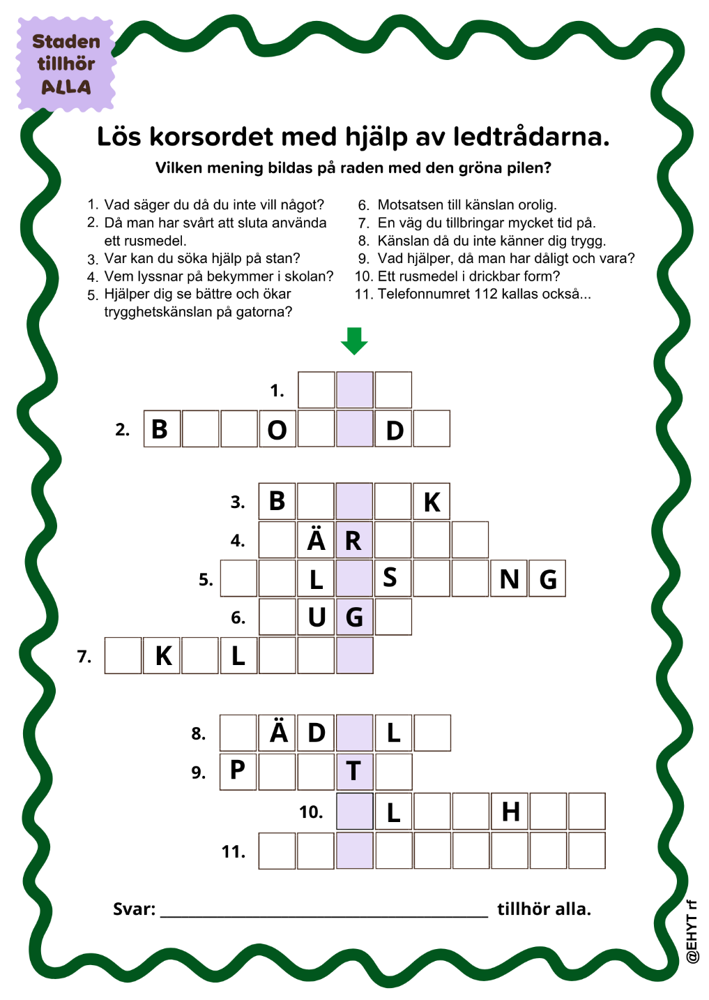 Staden
tillhör
ALLA
Lös korsordet med hjälp av ledtrådarna.
Vilken mening bildas på raden med den gröna pilen?
1. Vad säger du då du inte vill något?
2. Då man har svårt att sluta använda
ett rusmedel.
3. Var kan du söka hjälp på stan?
4. Vem lyssnar på bekymmer i skolan?
5. Hjälper dig se bättre och ökar
trygghetskänslan på gatorna?
6. Motsatsen till känslan orolig.
7. En väg du tillbringar mycket tid på.
8. Känslan då du inte känner dig trygg.
9. Vad hjälper, då man har dåligt och vara?
10. Ett rusmedel i drickbar form?
11. Telefonnumret 112 kallas också...
1.
2. B O D
3. B K
4. Ä R
5. L S N G
6. U G
7. K L
8. Ä D L
9. P T
10. L H
11.
Svar: ____________________ tillhör alla.
@EHYT rf